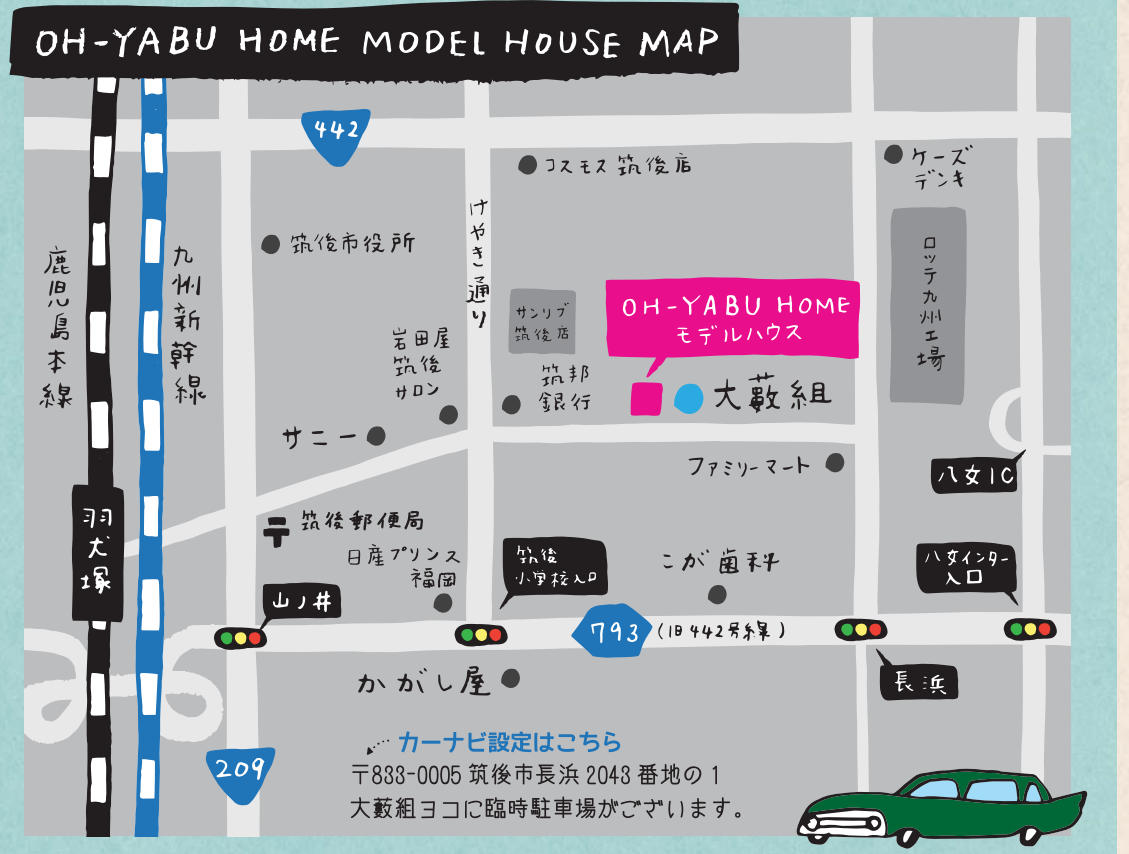 OH-YABU HOME MODEL HOUSE MAP
442
コスモス 筑後店
ケーズ
デンキ
筑後市役所
けやき通り
鹿児島本線
九州新幹線
ロッテ九州工場
サンリブ
筑後店
OH-YABU HOME
モデルハウス
岩田屋
筑後
サロン
筑邦
銀行
大藪組
サニー
ファミリーマート
八女IC
羽犬塚
筑後郵便局
日産プリンス
福岡
筑後
小学校入口
こが歯科
八女インター
入口
山ノ井
793
(旧442号線)
かがし屋
長浜
209
カーナビ設定はこちら
〒833-0005 筑後市長浜 2043 番地の 1
大藪組ヨコに臨時駐車場がございます。